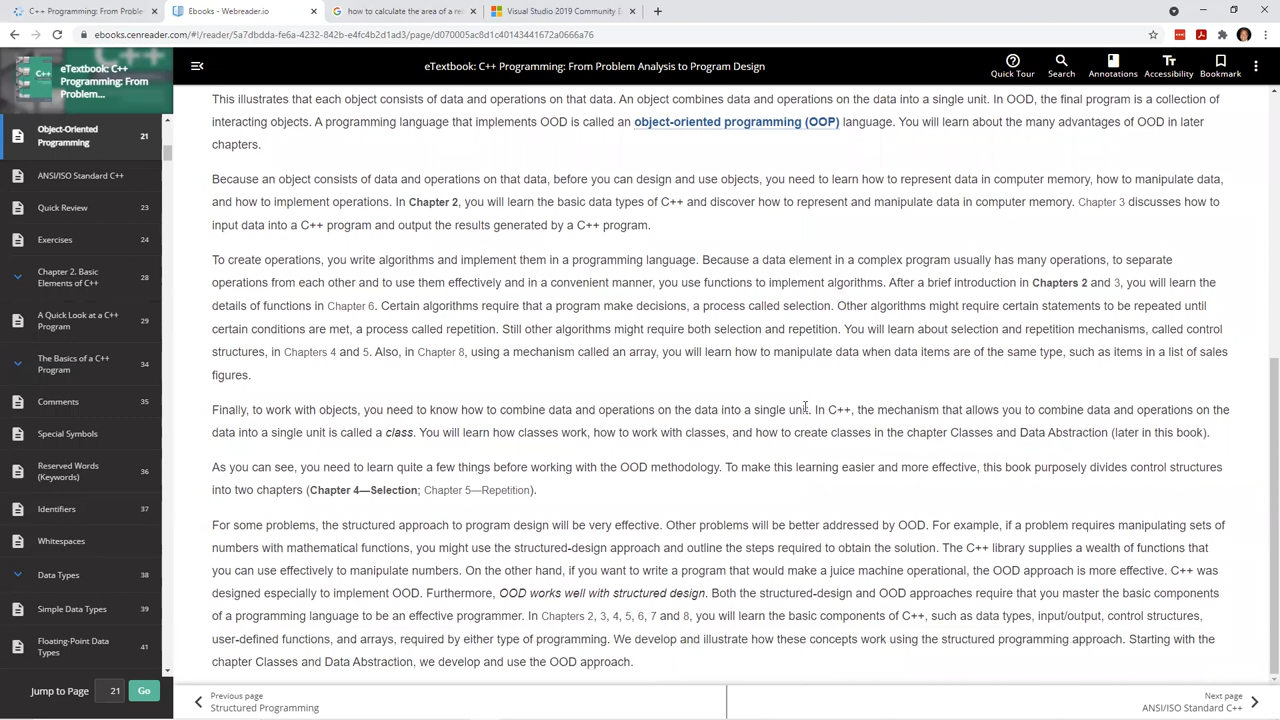 C++ Programming: From Proble
Ebooks - Webreader.io
how to calculate the area of a re
Visual Studio 2019 Community E
ebooks.cenreader.com/#!/reader/5a7dbdda-fe6a-4232-842b-e4fc4b2d1ad3/page/d070005ac8d1c40143441671b2a0666a76
C++
eTextbook: C++
Programming: From
Problem...
eTextbook: C++ Programming: From Problem Analysis to Program Design
Quick Tour
Search
Annotations
Accessibility
Bookmark
Object-Oriented
Programming
21
ANSI/ISO Standard C++
Quick Review
23
Exercises
24
Chapter 2. Basic
Elements of C++
28
A Quick Look at a C++
Program
29
The Basics of a C++
Program
34
Comments
35
Special Symbols
Reserved Words
(Keywords)
36
Identifiers
37
Whitespaces
Data Types
38
Simple Data Types
39
Floating-Point Data
Types
41
Jump to Page
21
Go
This illustrates that each object consists of data and operations on that data. An object combines data and operations on the data into a single unit. In OOD, the final program is a collection of
interacting objects. A programming language that implements OOD is called an object-oriented programming (OOP) language. You will learn about the many advantages of OOD in later
chapters.
Because an object consists of data and operations on that data, before you can design and use objects, you need to learn how to represent data in computer memory, how to manipulate data,
and how to implement operations. In Chapter 2, you will learn the basic data types of C++ and discover how to represent and manipulate data in computer memory. Chapter 3 discusses how to
input data into a C++ program and output the results generated by a C++ program.
To create operations, you write algorithms and implement them in a programming language. Because a data element in a complex program usually has many operations, to separate
operations from each other and to use them effectively and in a convenient manner, you use functions to implement algorithms. After a brief introduction in Chapters 2 and 3, you will learn the
details of functions in Chapter 6. Certain algorithms require that a program make decisions, a process called selection. Other algorithms might require certain statements to be repeated until
certain conditions are met, a process called repetition. Still other algorithms might require both selection and repetition. You will learn about selection and repetition mechanisms, called control
structures, in Chapters 4 and 5. Also, in Chapter 8, using a mechanism called an array, you will learn how to manipulate data when data items are of the same type, such as items in a list of sales
figures.
Finally, to work with objects, you need to know how to combine data and operations on the data into a single unit. In C++, the mechanism that allows you to combine data and operations on the
data into a single unit is called a class. You will learn how classes work, how to work with classes, and how to create classes in the chapter Classes and Data Abstraction (later in this book).
As you can see, you need to learn quite a few things before working with the OOD methodology. To make this learning easier and more effective, this book purposely divides control structures
into two chapters (Chapter 4—Selection; Chapter 5—Repetition).
For some problems, the structured approach to program design will be very effective. Other problems will be better addressed by OOD. For example, if a problem requires manipulating sets of
numbers with mathematical functions, you might use the structured-design approach and outline the steps required to obtain the solution. The C++ library supplies a wealth of functions that
you can use effectively to manipulate numbers. On the other hand, if you want to write a program that would make a juice machine operational, the OOD approach is more effective. C++ was
designed especially to implement OOD. Furthermore, OOD works well with structured design. Both the structured-design and OOD approaches require that you master the basic components
of a programming language to be an effective programmer. In Chapters 2, 3, 4, 5, 6, 7 and 8, you will learn the basic components of C++, such as data types, input/output, control structures,
user-defined functions, and arrays, required by either type of programming. We develop and illustrate how these concepts work using the structured programming approach. Starting with the
chapter Classes and Data Abstraction, we develop and use the OOD approach.
Previous page
Structured Programming
Next page
ANSI/ISO Standard C++